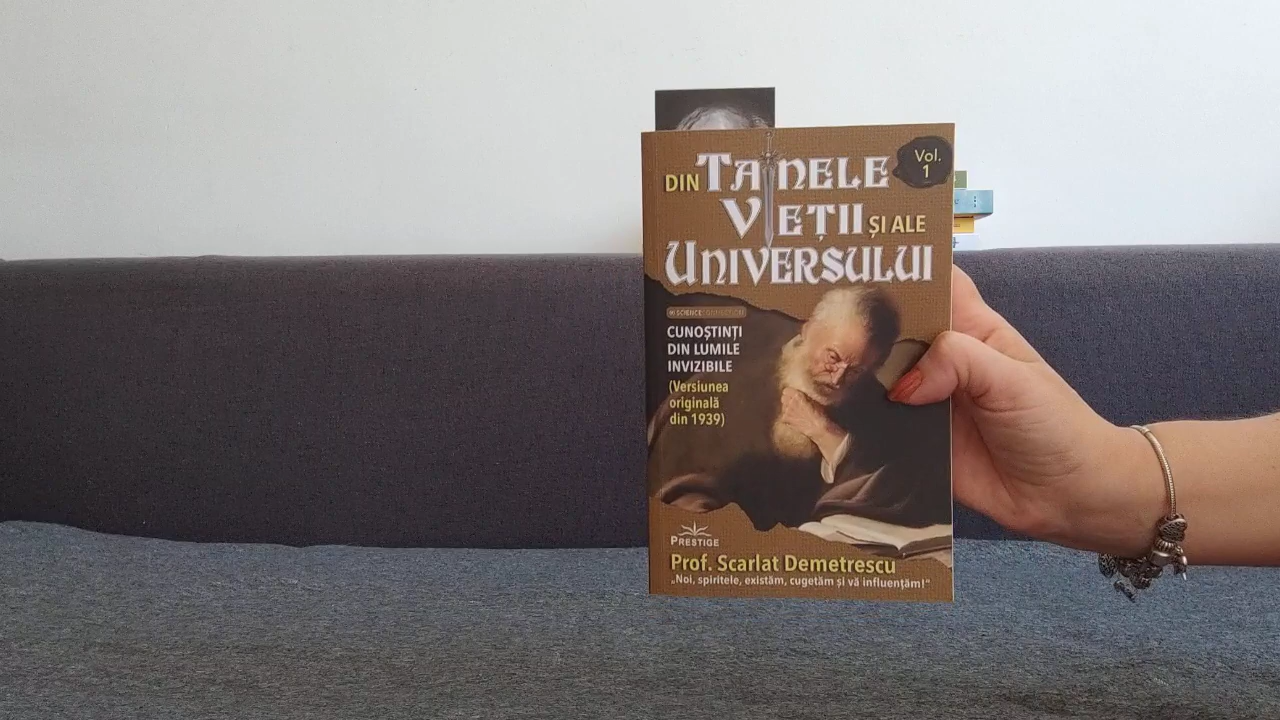 DIN TAINELE
Vol.
1
VIEȚII ȘI ALE
UNIVERSULUI
SCIENCE
CUNOȘTINȚI
DIN LUMILE
INVIZIBILE
(Versiunea
originală
din 1939)
PRESTIGE
Prof. Scarlat Demetrescu
„Noi, spiritele, existăm, cugetăm și vă influențăm!"